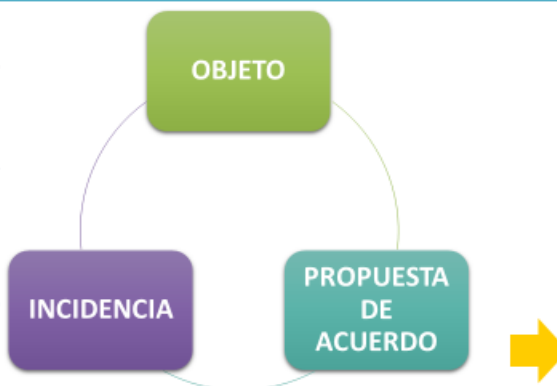 OBJETO
INCIDENCIA
PROPUESTA
DE
ACUERDO